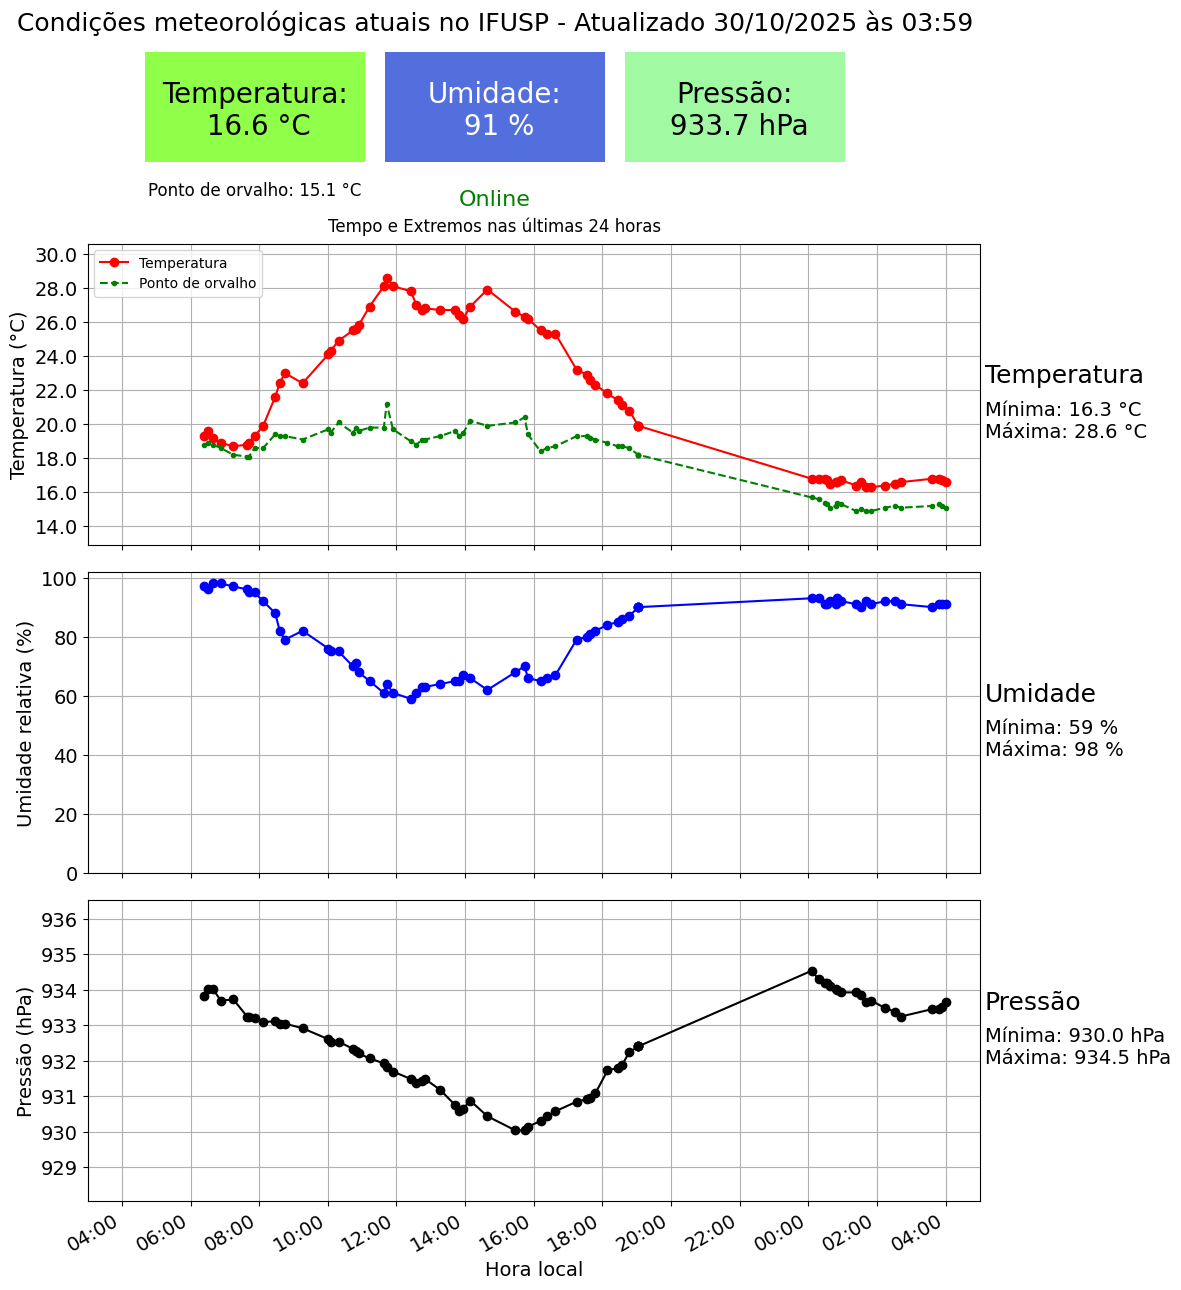 Condições meteorológicas atuais no IFUSP - Atualizado 30/10/2025 às 03:59
Temperatura:
16.6 °C
Umidade:
91 %
Pressão:
933.7 hPa
Ponto de orvalho: 15.1 °C
Online
Tempo e Extremos nas últimas 24 horas
Temperatura (°C)
30.0
28.0
26.0
24.0
22.0
20.0
18.0
16.0
14.0
Temperatura
Ponto de orvalho
Temperatura
Mínima: 16.3 °C
Máxima: 28.6 °C
Umidade relativa (%)
100
80
60
40
20
0
Umidade
Mínima: 59 %
Máxima: 98 %
Pressão (hPa)
936
935
934
933
932
931
930
929
Pressão
Mínima: 930.0 hPa
Máxima: 934.5 hPa
04:00 06:00 08:00 10:00 12:00 14:00 16:00 18:00 20:00 22:00 00:00 02:00 04:00
Hora local